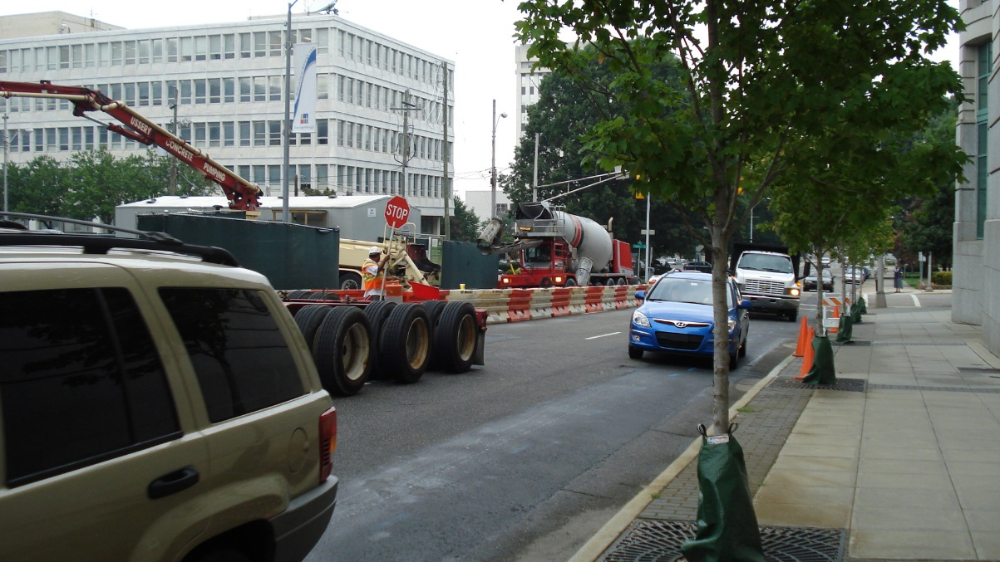 USSERY
CONCRETE
PUMPING
STOP